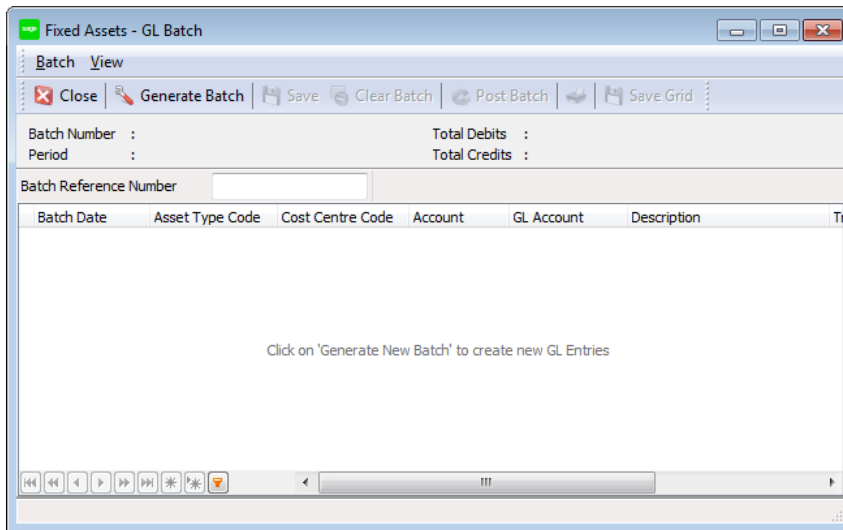 sage Fixed Assets - GL Batch
Batch View
Close Generate Batch Save Clear Batch Post Batch Save Grid
Batch Number : Total Debits :
Period : Total Credits :
Batch Reference Number
Batch Date Asset Type Code Cost Centre Code Account GL Account Description Tr
Click on 'Generate New Batch' to create new GL Entries